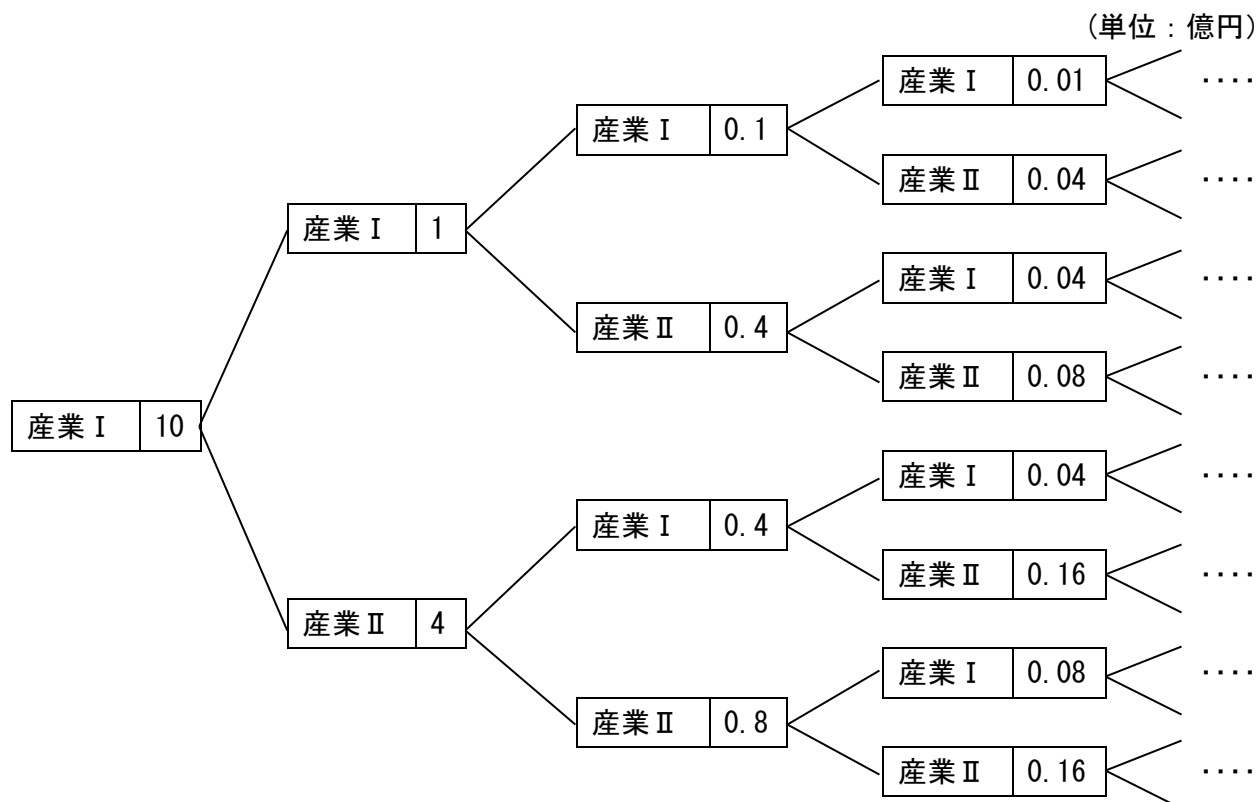 (単位：億円)
産業Ⅰ 0.01 ････
産業Ⅰ 0.1
産業Ⅱ 0.04 ････
産業Ⅰ 1
産業Ⅰ 0.04 ････
産業Ⅱ 0.4
産業Ⅱ 0.08 ････
産業Ⅰ 10
産業Ⅰ 0.04 ････
産業Ⅰ 0.4
産業Ⅱ 0.16 ････
産業Ⅱ 4
産業Ⅰ 0.08 ････
産業Ⅱ 0.8
産業Ⅱ 0.16 ････